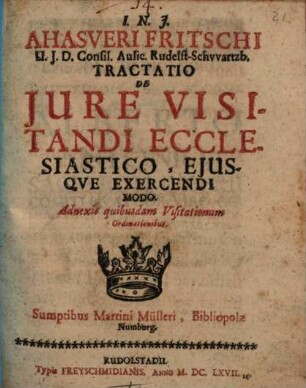 I. N. J.
AHASVERI FRITSCHI
U. J. D. Consil. Aulic. Rudelst-Schvvartzb.
TRACTATIO
DE
JURE VISI-
TANDI ECCLE-
SIASTICO, EJUS-
QVE EXERCENDI
MODO.
Adnexis quibusdam Visitationum
Ordinationibus.
Sumptibus Martini Mülleri, Bibliopolæ
Numburg.
RUDOLSTADII.
Typis FREYSCHMIDIANIS. Anno M. DC. LXVII.